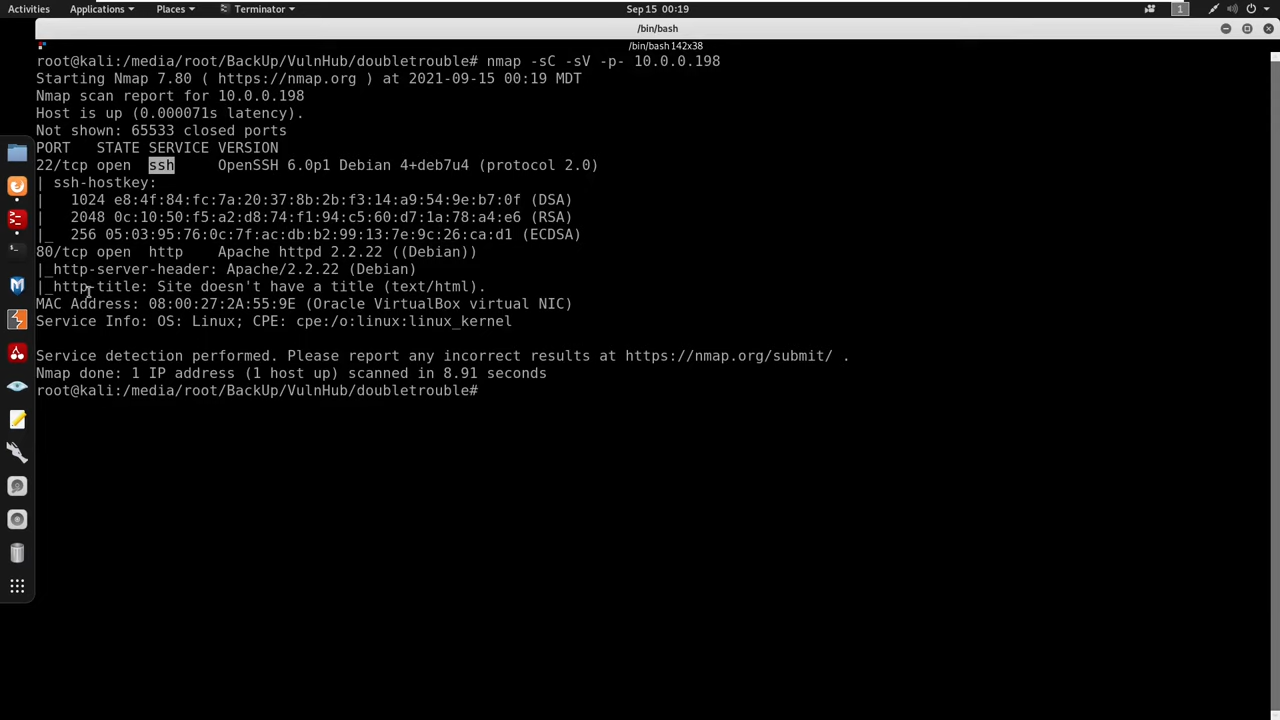 Activities Applications Places Terminator Sep 15 00:19 1
/bin/bash
/bin/bash 142x38
root@kali:/media/root/BackUp/VulnHub/doubletrouble# nmap -sC -sV -p- 10.0.0.198
Starting Nmap 7.80 ( https://nmap.org ) at 2021-09-15 00:19 MDT
Nmap scan report for 10.0.0.198
Host is up (0.000071s latency).
Not shown: 65533 closed ports
PORT   STATE SERVICE VERSION
22/tcp open  ssh     OpenSSH 6.0p1 Debian 4+deb7u4 (protocol 2.0)
| ssh-hostkey:
|   1024 e8:4f:84:fc:7a:20:37:8b:2b:f3:14:a9:54:9e:b7:0f (DSA)
|   2048 0c:10:50:f5:a2:d8:74:f1:94:c5:60:d7:1a:78:a4:e6 (RSA)
|_  256 05:03:95:76:0c:7f:ac:db:b2:99:13:7e:9c:26:ca:d1 (ECDSA)
80/tcp open  http    Apache httpd 2.2.22 ((Debian))
|_http-server-header: Apache/2.2.22 (Debian)
|_http-title: Site doesn't have a title (text/html).
MAC Address: 08:00:27:2A:55:9E (Oracle VirtualBox virtual NIC)
Service Info: OS: Linux; CPE: cpe:/o:linux:linux_kernel
Service detection performed. Please report any incorrect results at https://nmap.org/submit/ .
Nmap done: 1 IP address (1 host up) scanned in 8.91 seconds
root@kali:/media/root/BackUp/VulnHub/doubletrouble#